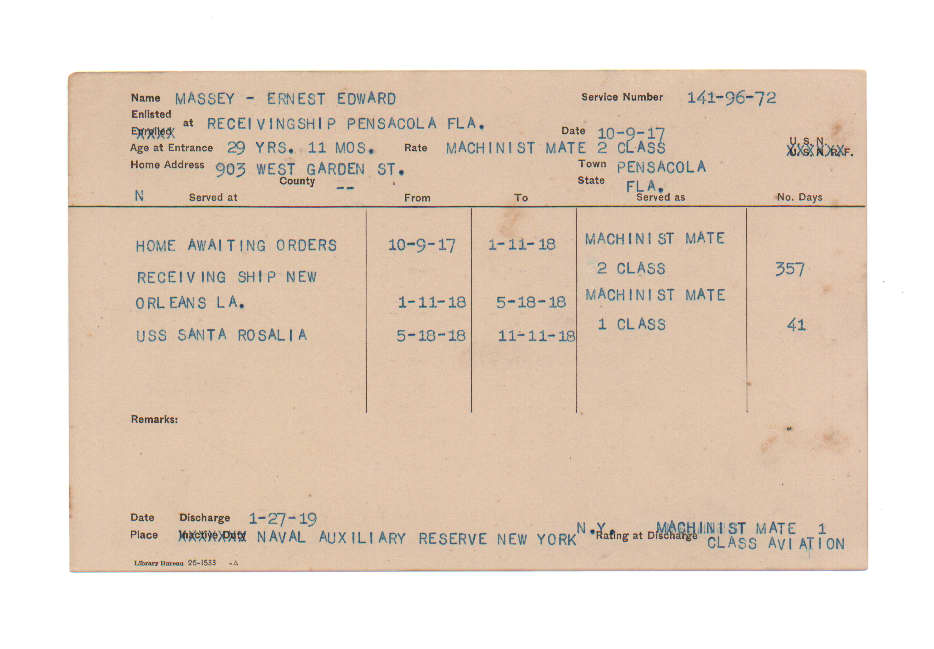 Name MASSEY - ERNEST EDWARD Service Number 141-96-72
Enlisted
Enrolled at RECEIVINGSHIP PENSACOLA FLA. Date 10-9-17
Age at Entrance 29 YRS. 11 MOS. Rate MACHINIST MATE 2 CLASS U.S.N.
U.S.N.R.F.
Home Address 903 WEST GARDEN ST. Town PENSACOLA
County -- State FLA.
N Served at From To Served as No. Days
HOME AWAITING ORDERS 10-9-17 1-11-18 MACHINIST MATE
RECEIVING SHIP NEW 2 CLASS 357
ORLEANS LA. 1-11-18 5-18-18 MACHINIST MATE
USS SANTA ROSALIA 5-18-18 11-11-18 1 CLASS 41
Remarks:
Date Discharge 1-27-19
Place Inactive Duty NAVAL AUXILIARY RESERVE NEW YORK N.Y. Rating at Discharge MACHINIST MATE 1
CLASS AVIATION
Library Bureau 26-1533